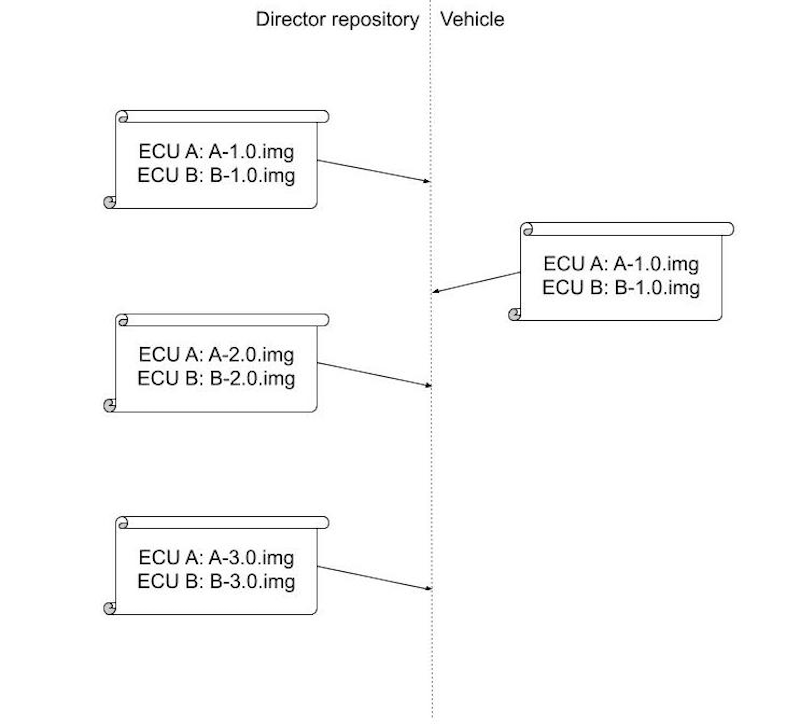 Director repository
Vehicle
ECU A: A-1.0.img
ECU B: B-1.0.img
ECU A: A-1.0.img
ECU B: B-1.0.img
ECU A: A-2.0.img
ECU B: B-2.0.img
ECU A: A-3.0.img
ECU B: B-3.0.img